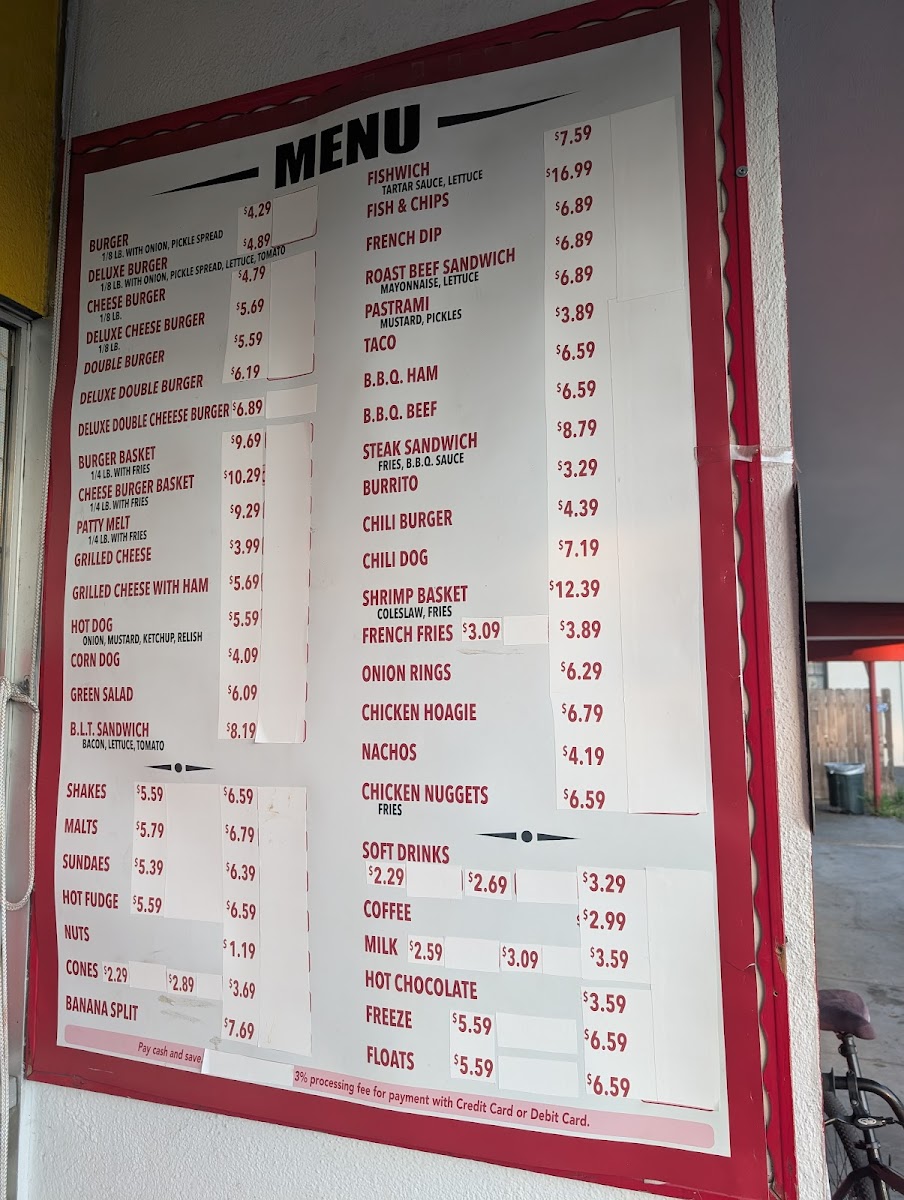 MENU
BURGER $4.29
1/8 LB. WITH ONION, PICKLE SPREAD
DELUXE BURGER $4.89
1/8 LB. WITH ONION, PICKLE SPREAD, LETTUCE, TOMATO
CHEESE BURGER $4.79
1/8 LB.
DELUXE CHEESE BURGER $5.69
1/8 LB.
DOUBLE BURGER $5.59
DELUXE DOUBLE BURGER $6.19
DELUXE DOUBLE CHEEESE BURGER $6.89
BURGER BASKET $9.69
1/4 LB. WITH FRIES
CHEESE BURGER BASKET $10.29
1/4 LB. WITH FRIES
PATTY MELT $9.29
1/4 LB. WITH FRIES
GRILLED CHEESE $3.99
GRILLED CHEESE WITH HAM $5.69
HOT DOG $5.59
ONION, MUSTARD, KETCHUP, RELISH
CORN DOG $4.09
GREEN SALAD $6.09
B.L.T. SANDWICH $8.19
BACON, LETTUCE, TOMATO
SHAKES $5.59 $6.59
MALTS $5.79 $6.79
SUNDAES $5.39 $6.39
HOT FUDGE $5.59 $6.59
NUTS $1.19
CONES $2.29 $2.89 $3.69
BANANA SPLIT $7.69
FISHWICH $7.59
TARTAR SAUCE, LETTUCE
FISH & CHIPS $16.99
FRENCH DIP $6.89
ROAST BEEF SANDWICH $6.89
MAYONNAISE, LETTUCE
PASTRAMI $6.89
MUSTARD, PICKLES
TACO $3.89
B.B.Q. HAM $6.59
B.B.Q. BEEF $6.59
STEAK SANDWICH $8.79
FRIES, B.B.Q. SAUCE
BURRITO $3.29
CHILI BURGER $4.39
CHILI DOG $7.19
SHRIMP BASKET $12.39
COLESLAW, FRIES
FRENCH FRIES $3.09 $3.89
ONION RINGS $6.29
CHICKEN HOAGIE $6.79
NACHOS $4.19
CHICKEN NUGGETS $6.59
FRIES
SOFT DRINKS
$2.29 $2.69 $3.29
COFFEE $2.99
MILK $2.59 $3.09 $3.59
HOT CHOCOLATE $3.59
FREEZE $5.59 $6.59
FLOATS $5.59 $6.59
Pay cash and save 3% processing fee for payment with Credit Card or Debit Card.